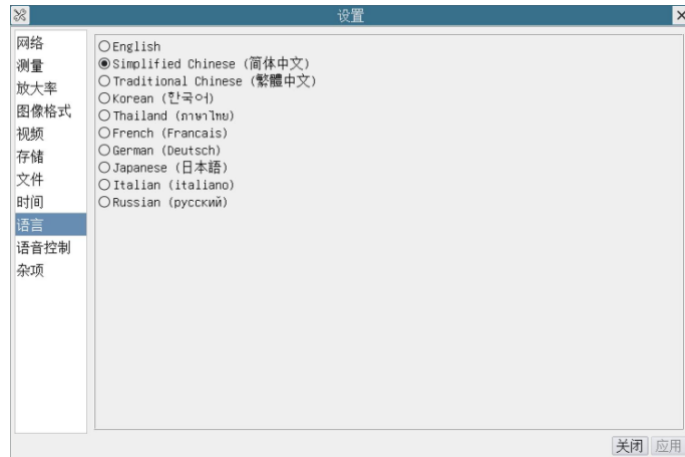 设置
网络
测量
放大率
图像格式
视频
存储
文件
时间
语言
语音控制
杂项
English
Simplified Chinese (简体中文)
Traditional Chinese (繁體中文)
Korean (한국어)
Thailand (ภาษาไทย)
French (Francais)
German (Deutsch)
Japanese (日本語)
Italian (italiano)
Russian (русский)
关闭
应用